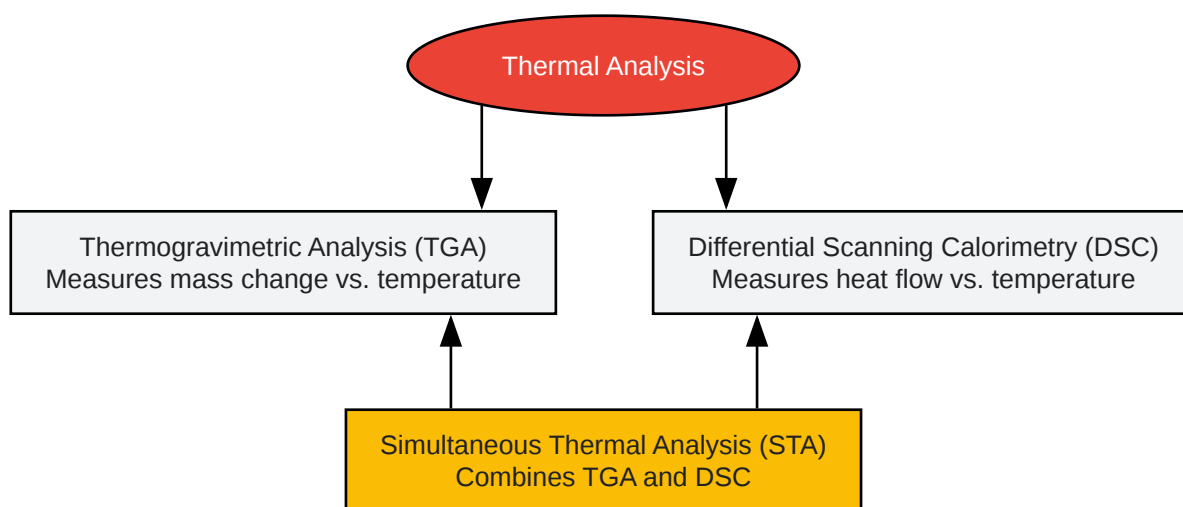 Thermal Analysis
Thermogravimetric Analysis (TGA)
Measures mass change vs. temperature
Differential Scanning Calorimetry (DSC)
Measures heat flow vs. temperature
Simultaneous Thermal Analysis (STA)
Combines TGA and DSC